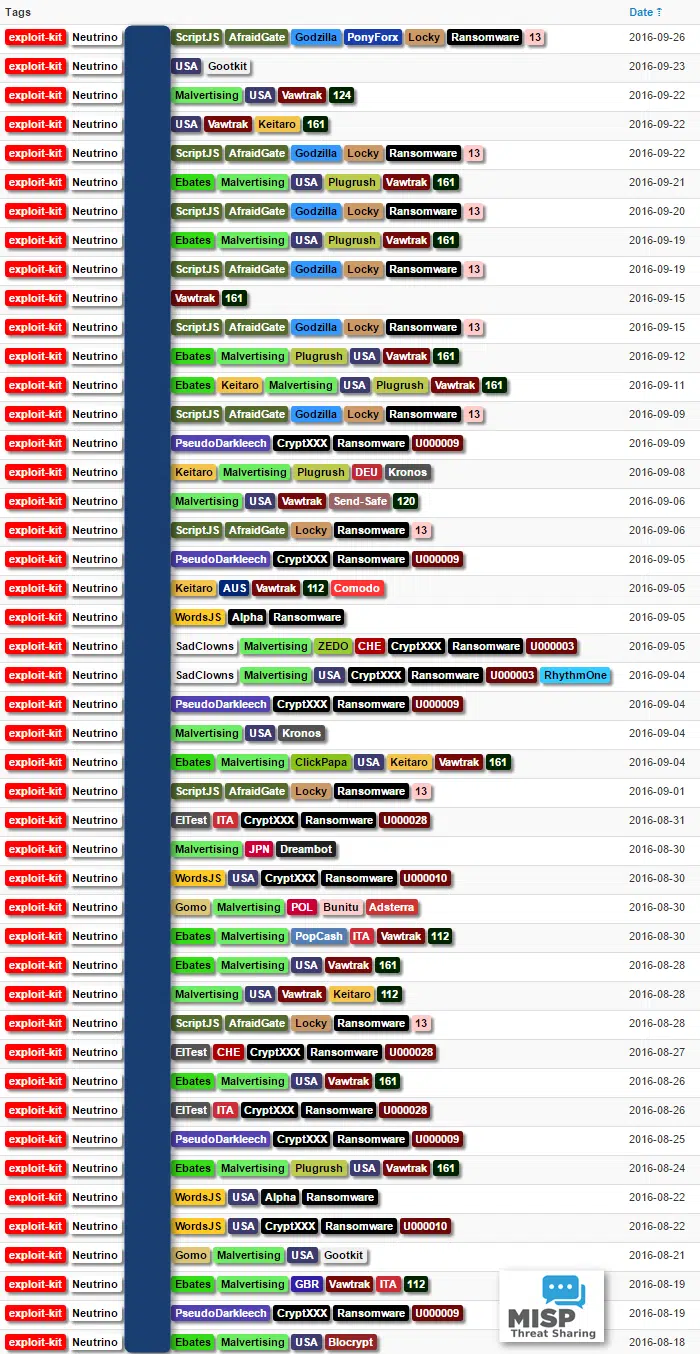 Tags Date
exploit-kit Neutrino ScriptJS AfraidGate Godzilla PonyForx Locky Ransomware 13 2016-09-26
exploit-kit Neutrino USA Gootkit 2016-09-23
exploit-kit Neutrino Malvertising USA Vawtrak 124 2016-09-22
exploit-kit Neutrino USA Vawtrak Keitaro 161 2016-09-22
exploit-kit Neutrino ScriptJS AfraidGate Godzilla Locky Ransomware 13 2016-09-22
exploit-kit Neutrino Ebates Malvertising USA Plugrush Vawtrak 161 2016-09-21
exploit-kit Neutrino ScriptJS AfraidGate Godzilla Locky Ransomware 13 2016-09-20
exploit-kit Neutrino Ebates Malvertising USA Plugrush Vawtrak 161 2016-09-19
exploit-kit Neutrino ScriptJS AfraidGate Godzilla Locky Ransomware 13 2016-09-19
exploit-kit Neutrino Vawtrak 161 2016-09-15
exploit-kit Neutrino ScriptJS AfraidGate Godzilla Locky Ransomware 13 2016-09-15
exploit-kit Neutrino Ebates Malvertising Plugrush USA Vawtrak 161 2016-09-12
exploit-kit Neutrino Ebates Keitaro Malvertising USA Plugrush Vawtrak 161 2016-09-11
exploit-kit Neutrino ScriptJS AfraidGate Godzilla Locky Ransomware 13 2016-09-09
exploit-kit Neutrino PseudoDarkleech CryptXXX Ransomware U000009 2016-09-09
exploit-kit Neutrino Keitaro Malvertising Plugrush DEU Kronos 2016-09-08
exploit-kit Neutrino Malvertising USA Vawtrak Send-Safe 120 2016-09-06
exploit-kit Neutrino ScriptJS AfraidGate Locky Ransomware 13 2016-09-06
exploit-kit Neutrino PseudoDarkleech CryptXXX Ransomware U000009 2016-09-05
exploit-kit Neutrino Keitaro AUS Vawtrak 112 Comodo 2016-09-05
exploit-kit Neutrino WordsJS Alpha Ransomware 2016-09-05
exploit-kit Neutrino SadClowns Malvertising ZEDO CHE CryptXXX Ransomware U000003 2016-09-05
exploit-kit Neutrino SadClowns Malvertising USA CryptXXX Ransomware U000003 RhythmOne 2016-09-04
exploit-kit Neutrino PseudoDarkleech CryptXXX Ransomware U000009 2016-09-04
exploit-kit Neutrino Malvertising USA Kronos 2016-09-04
exploit-kit Neutrino Ebates Malvertising ClickPapa USA Keitaro Vawtrak 161 2016-09-04
exploit-kit Neutrino ScriptJS AfraidGate Locky Ransomware 13 2016-09-01
exploit-kit Neutrino EITest ITA CryptXXX Ransomware U000028 2016-08-31
exploit-kit Neutrino Malvertising JPN Dreambot 2016-08-30
exploit-kit Neutrino WordsJS USA CryptXXX Ransomware U000010 2016-08-30
exploit-kit Neutrino Gomo Malvertising POL Bunitu Adsterra 2016-08-30
exploit-kit Neutrino Ebates Malvertising PopCash ITA Vawtrak 112 2016-08-30
exploit-kit Neutrino Ebates Malvertising USA Vawtrak 161 2016-08-28
exploit-kit Neutrino Malvertising USA Vawtrak Keitaro 112 2016-08-28
exploit-kit Neutrino ScriptJS AfraidGate Locky Ransomware 13 2016-08-28
exploit-kit Neutrino EITest CHE CryptXXX Ransomware U000028 2016-08-27
exploit-kit Neutrino Ebates Malvertising USA Vawtrak 161 2016-08-26
exploit-kit Neutrino EITest ITA CryptXXX Ransomware U000028 2016-08-26
exploit-kit Neutrino PseudoDarkleech CryptXXX Ransomware U000009 2016-08-25
exploit-kit Neutrino Ebates Malvertising Plugrush USA Vawtrak 161 2016-08-24
exploit-kit Neutrino WordsJS USA Alpha Ransomware 2016-08-22
exploit-kit Neutrino WordsJS USA CryptXXX Ransomware U000010 2016-08-22
exploit-kit Neutrino Gomo Malvertising USA Gootkit 2016-08-21
exploit-kit Neutrino Ebates Malvertising GBR Vawtrak ITA 112 2016-08-19
exploit-kit Neutrino PseudoDarkleech CryptXXX Ransomware U000009 2016-08-19
exploit-kit Neutrino Ebates Malvertising USA Blocrypt 2016-08-18
MISP
Threat Sharing